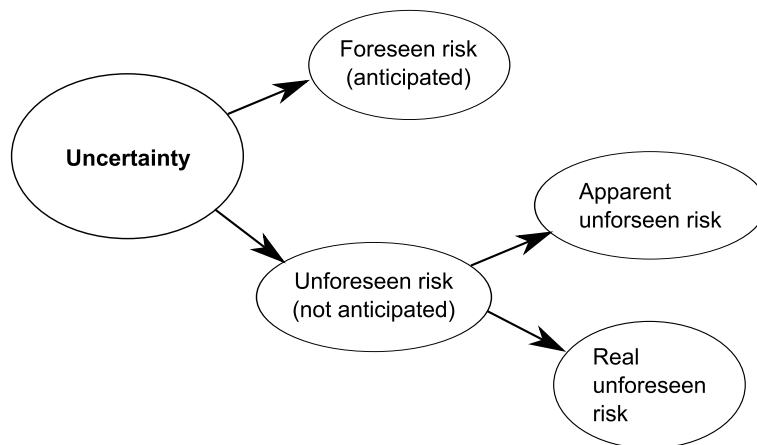 Foreseen risk
(anticipated)
Uncertainty
Apparent
unforseen risk
Unforeseen risk
(not anticipated)
Real
unforeseen
risk